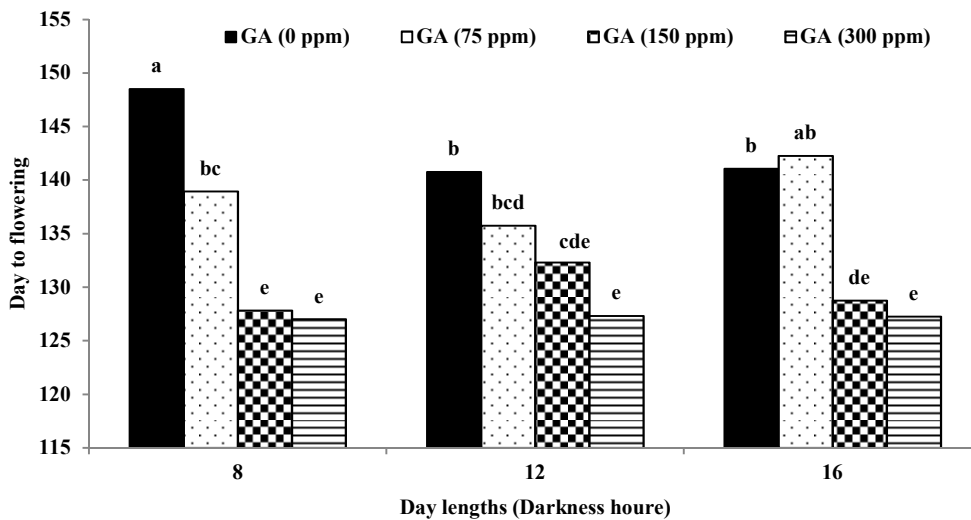 155
GA (0 ppm) GA (75 ppm) GA (150 ppm) GA (300 ppm)
150
145
140
135
130
125
120
115
Day to flowering
a
bc
e
e
b
bcd
cde
e
b
ab
de
e
8 12 16
Day lengths (Darkness houre)